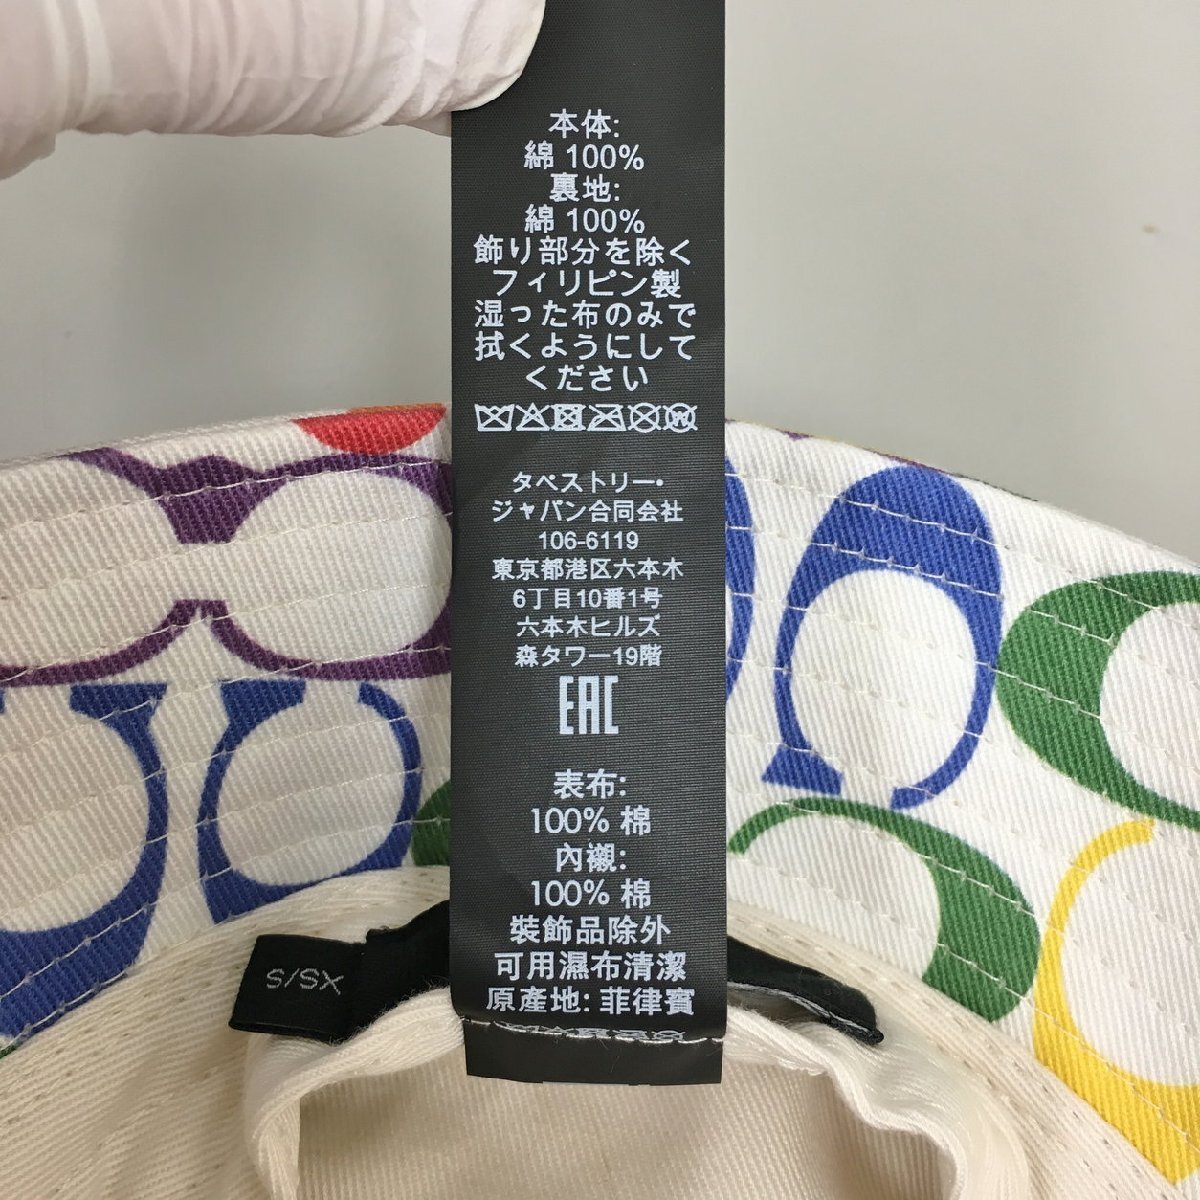 本体:
綿 100%
裏地:
綿 100%
飾り部分を除く
フィリピン製
湿った布のみで
拭くようにして
ください
タペストリー・
ジャパン合同会社
106-6119
東京都港区六本木
6丁目10番1号
六本木ヒルズ
森タワー19階
EAC
表布:
100% 棉
內襯:
100% 棉
裝飾品除外
可用濕布清潔
原產地: 菲律賓
XS/S